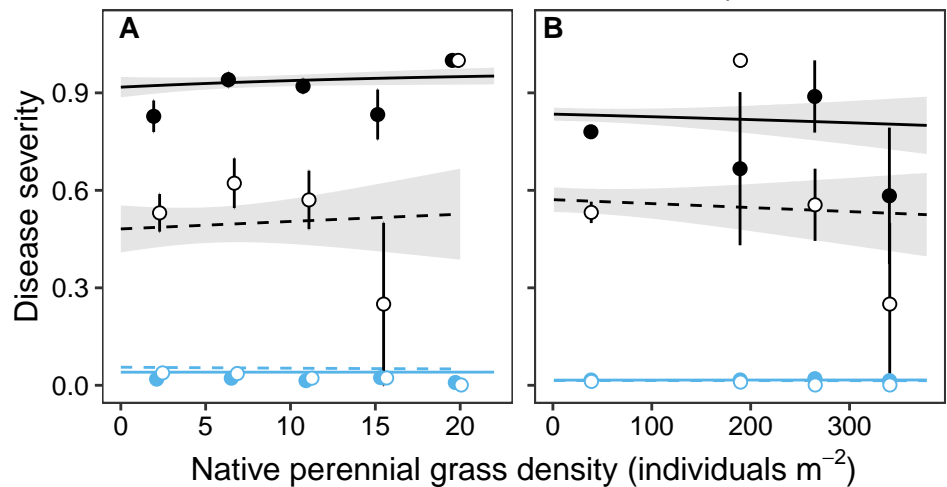 A
B
Disease severity
0.9
0.6
0.3
0.0
0 5 10 15 20
0 100 200 300
Native perennial grass density (individuals m⁻²)